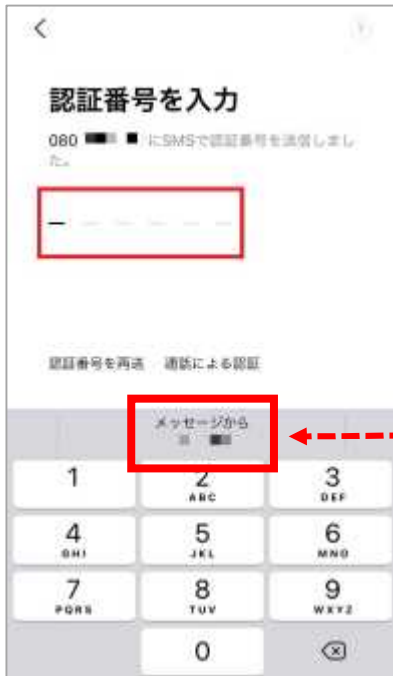 認証番号を入力
080 にSMSで認証番号を送信しまし
た。
認証番号を再送 通話による認証
メッセージから
1 2 3
ABC DEF
4 5 6
GHI JKL MNO
7 8 9
PQRS TUV WXYZ
0